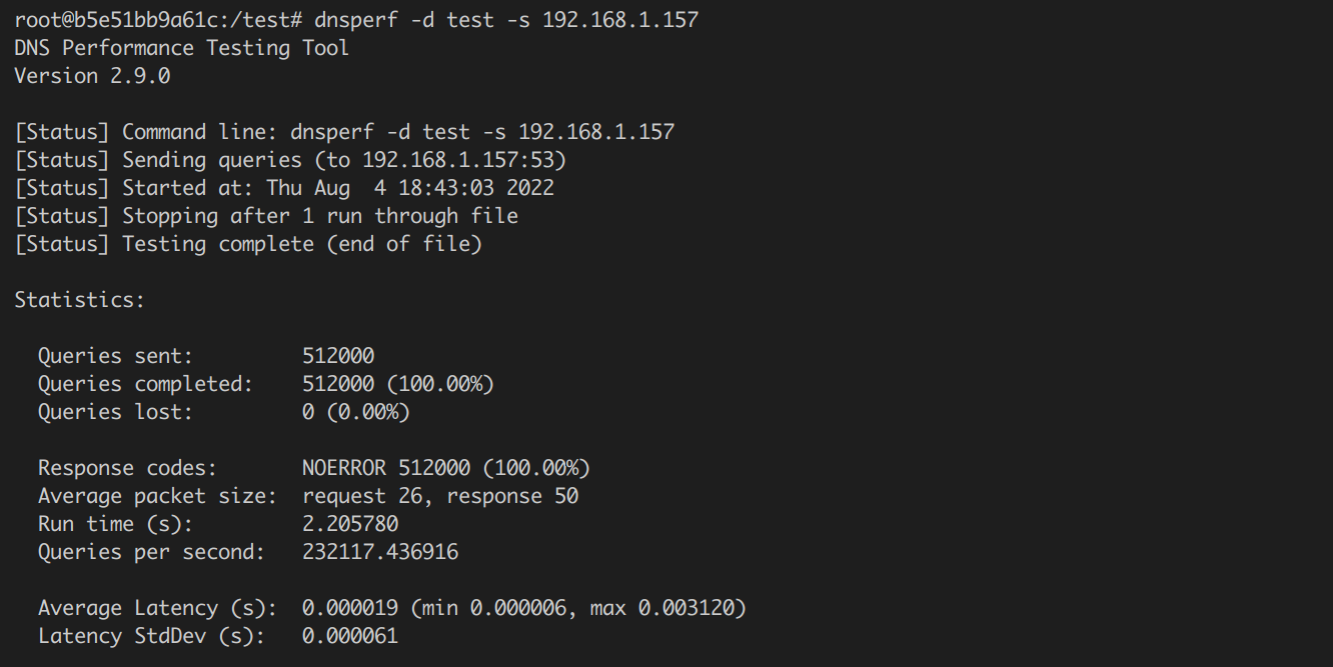 root@b5e51bb9a61c:/test# dnsperf -d test -s 192.168.1.157
DNS Performance Testing Tool
Version 2.9.0
[Status] Command line: dnsperf -d test -s 192.168.1.157
[Status] Sending queries (to 192.168.1.157:53)
[Status] Started at: Thu Aug  4 18:43:03 2022
[Status] Stopping after 1 run through file
[Status] Testing complete (end of file)
Statistics:
  Queries sent:         512000
  Queries completed:    512000 (100.00%)
  Queries lost:         0 (0.00%)
  Response codes:       NOERROR 512000 (100.00%)
  Average packet size:  request 26, response 50
  Run time (s):         2.205780
  Queries per second:   232117.436916
  Average Latency (s):  0.000019 (min 0.000006, max 0.003120)
  Latency StdDev (s):   0.000061